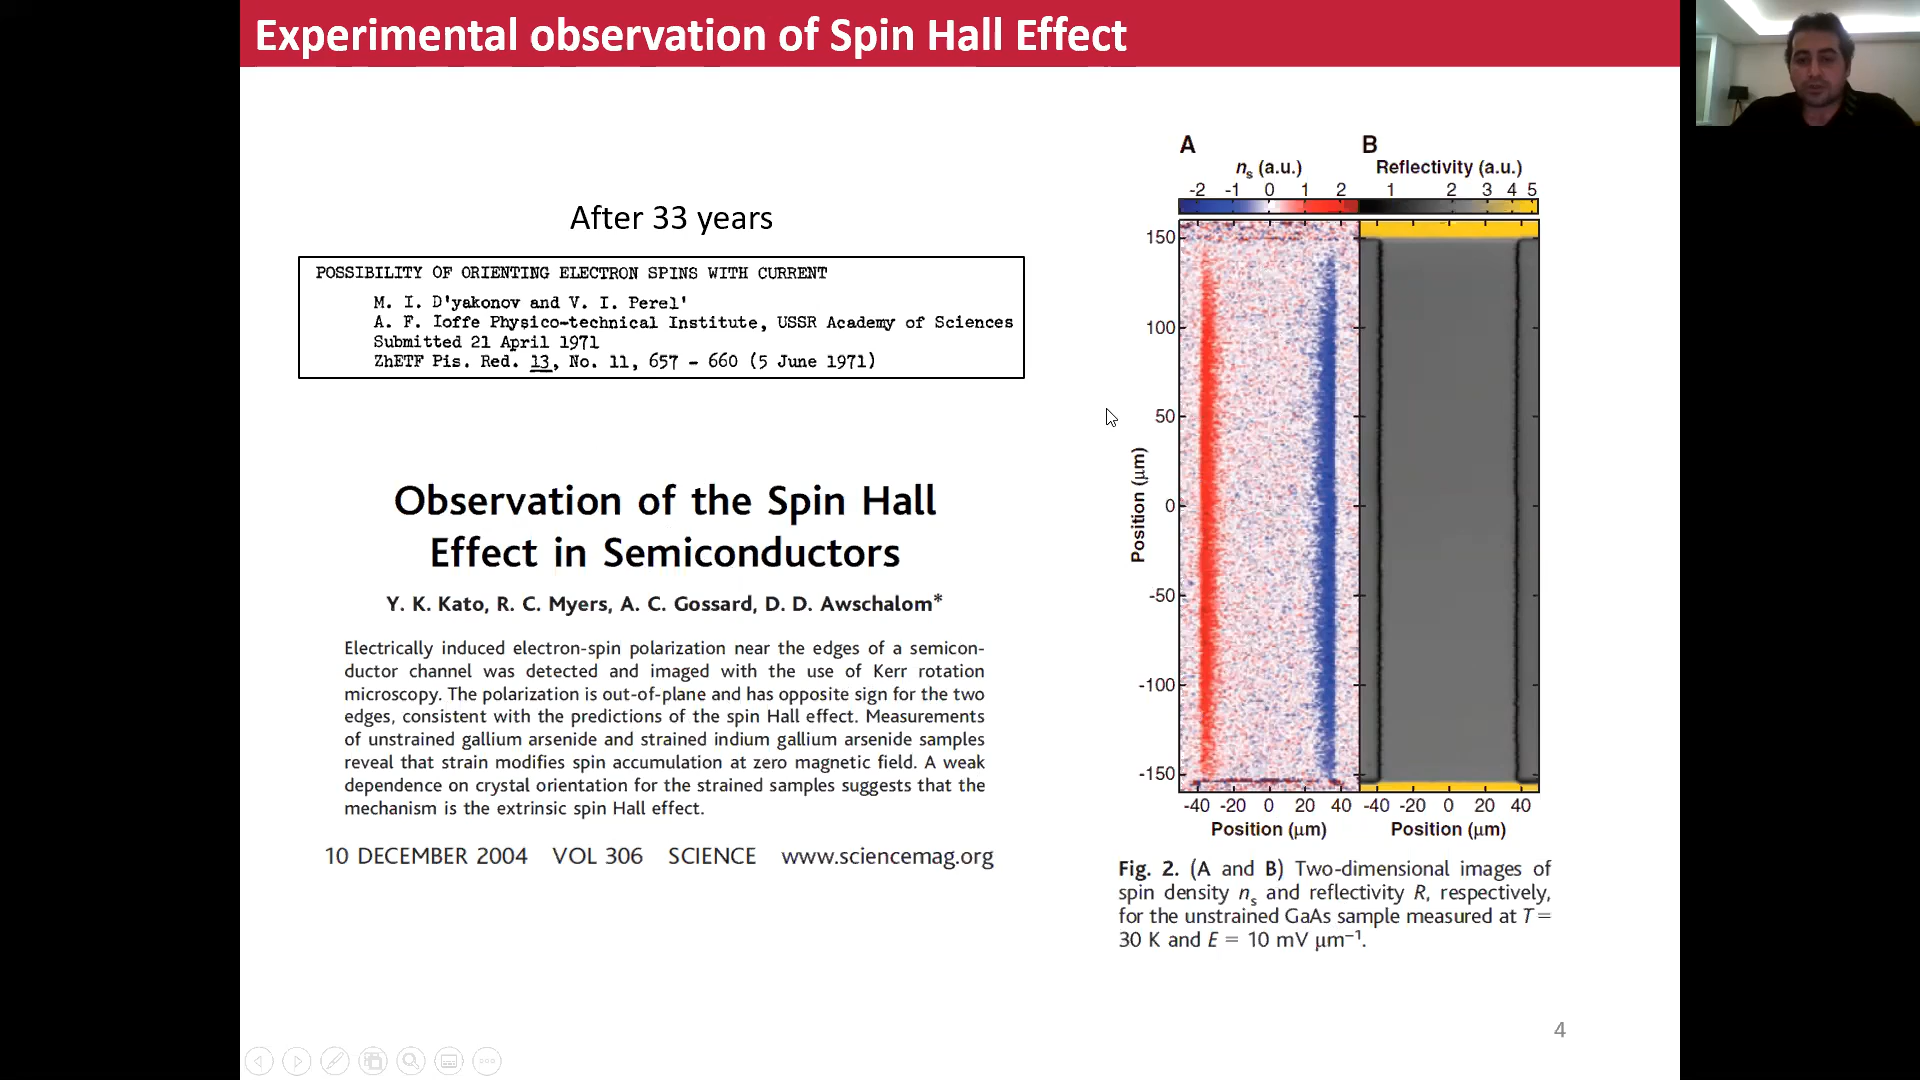 Experimental observation of Spin Hall Effect
After 33 years
POSSIBILITY OF ORIENTING ELECTRON SPINS WITH CURRENT
M. I. D'yakonov and V. I. Perel'
A. F. Ioffe Physico-technical Institute, USSR Academy of Sciences
Submitted 21 April 1971
ZhETF Pis. Red. 13, No. 11, 657 - 660 (5 June 1971)
Observation of the Spin Hall
Effect in Semiconductors
Y. K. Kato, R. C. Myers, A. C. Gossard, D. D. Awschalom*
Electrically induced electron-spin polarization near the edges of a semicon-
ductor channel was detected and imaged with the use of Kerr rotation
microscopy. The polarization is out-of-plane and has opposite sign for the two
edges, consistent with the predictions of the spin Hall effect. Measurements
of unstrained gallium arsenide and strained indium gallium arsenide samples
reveal that strain modifies spin accumulation at zero magnetic field. A weak
dependence on crystal orientation for the strained samples suggests that the
mechanism is the extrinsic spin Hall effect.
10 DECEMBER 2004 VOL 306 SCIENCE www.sciencemag.org
A B
ns (a.u.) Reflectivity (a.u.)
-2 -1 0 1 2 1 2 3 4 5
150
100
50
0
-50
-100
-150
Position (μm)
-40 -20 0 20 40 -40 -20 0 20 40
Position (μm) Position (μm)
Fig. 2. (A and B) Two-dimensional images of
spin density ns and reflectivity R, respectively,
for the unstrained GaAs sample measured at T =
30 K and E = 10 mV μm⁻¹.
4